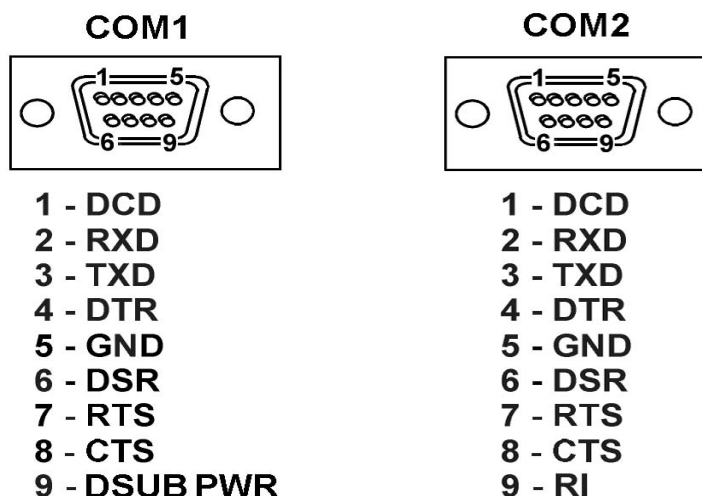 COM1
1 5
6 9
1 - DCD
2 - RXD
3 - TXD
4 - DTR
5 - GND
6 - DSR
7 - RTS
8 - CTS
9 - DSUB PWR
COM2
1 5
6 9
1 - DCD
2 - RXD
3 - TXD
4 - DTR
5 - GND
6 - DSR
7 - RTS
8 - CTS
9 - RI